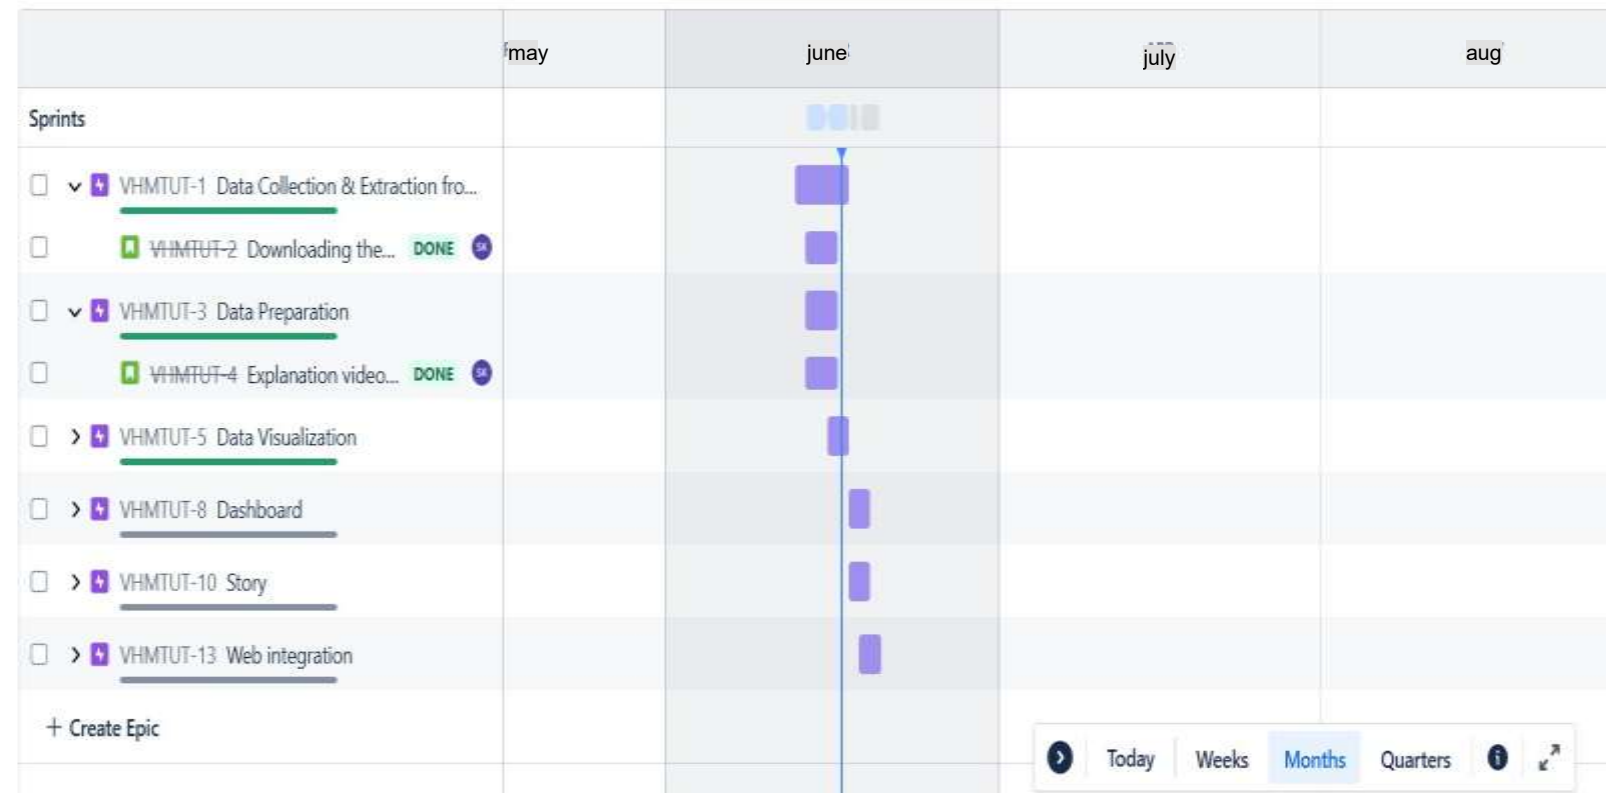 may june july aug
Sprints
VHMTUT-1 Data Collection & Extraction fro...
VHMTUT-2 Downloading the... DONE SK
VHMTUT-3 Data Preparation
VHMTUT-4 Explanation video... DONE SK
VHMTUT-5 Data Visualization
VHMTUT-8 Dashboard
VHMTUT-10 Story
VHMTUT-13 Web integration
+ Create Epic
Today Weeks Months Quarters